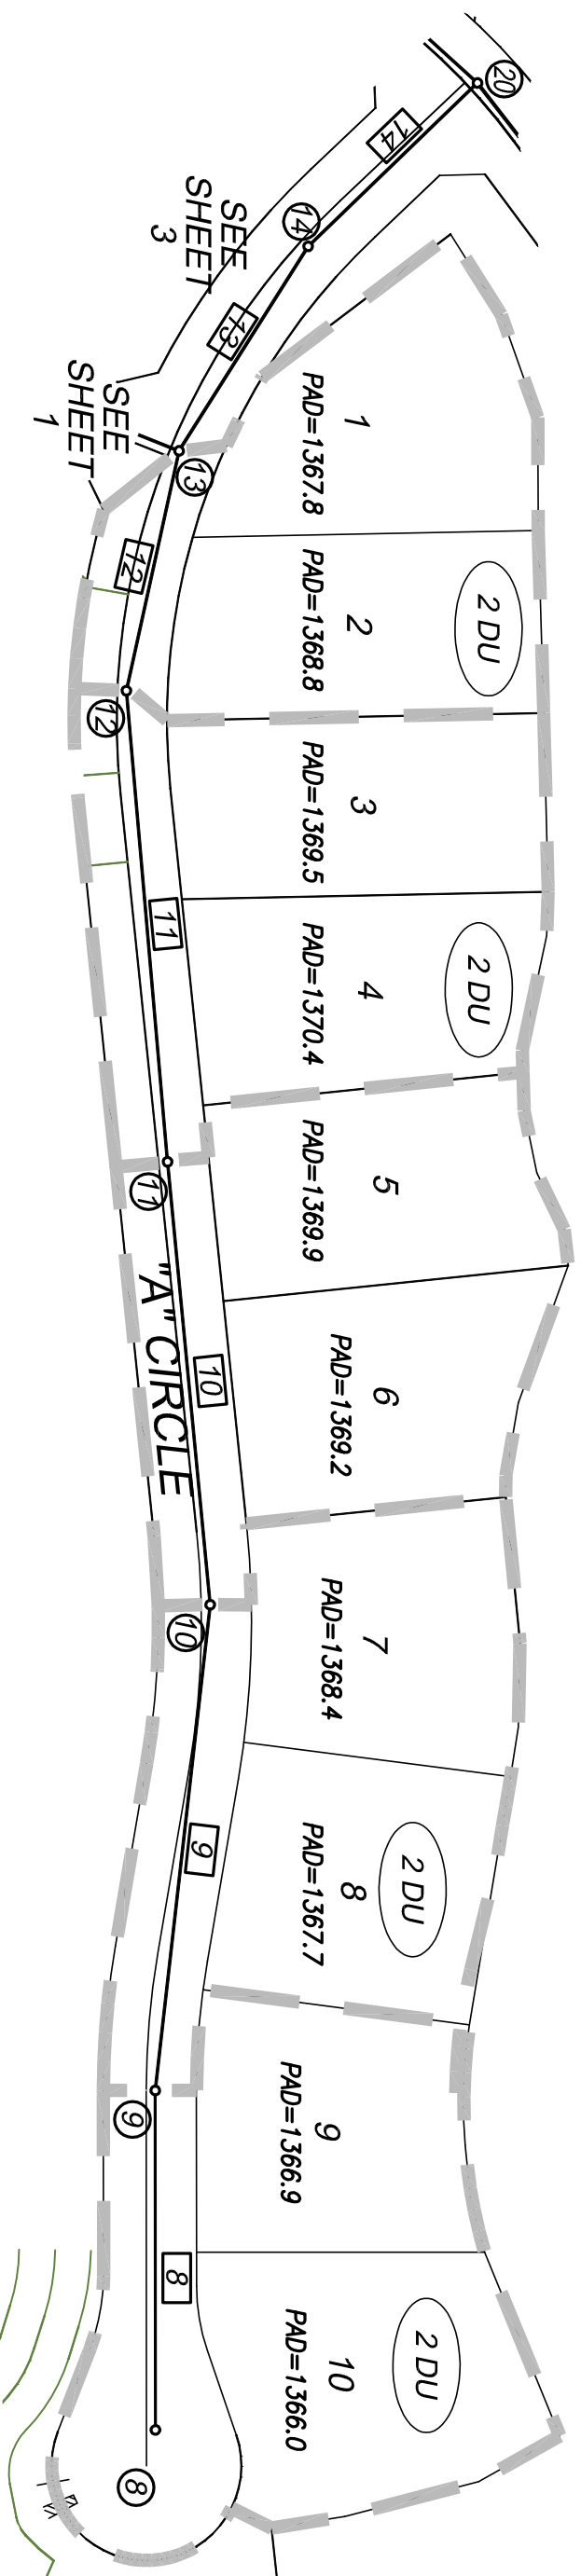 20
14
14
SEE
SHEET
3
13
SEE
SHEET
1
13
12
12
1
PAD=1367.8
2
PAD=1368.8
2 DU
3
PAD=1369.5
11
4
PAD=1370.4
2 DU
11
5
PAD=1369.9
"A" CIRCLE
10
6
PAD=1369.2
10
7
PAD=1368.4
9
8
PAD=1367.7
2 DU
9
9
PAD=1366.9
8
10
PAD=1366.0
2 DU
8